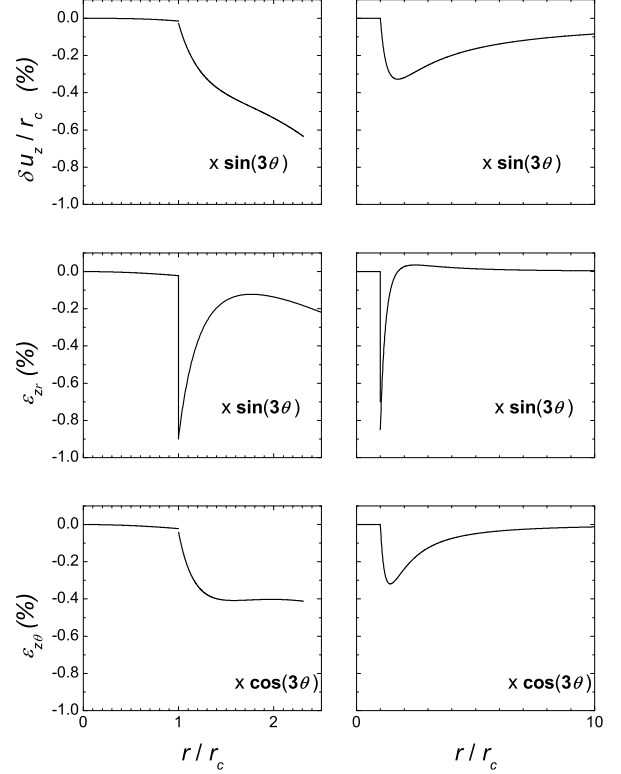 0.0
-0.2
-0.4
-0.6
-0.8
-1.0
δ u_z / r_c (%)
x sin(3θ)
x sin(3θ)
0.0
-0.2
-0.4
-0.6
-0.8
-1.0
ε_zr (%)
x sin(3θ)
x sin(3θ)
0.0
-0.2
-0.4
-0.6
-0.8
-1.0
ε_zθ (%)
x cos(3θ)
x cos(3θ)
0 1 2
0 10
r / r_c
r / r_c